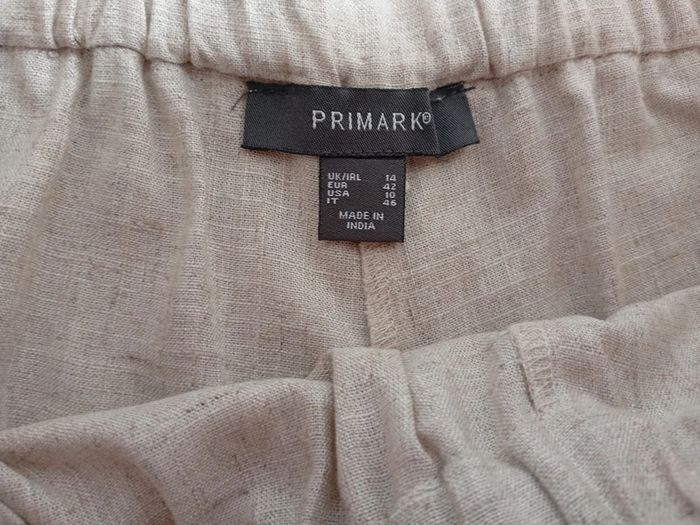 PRIMARK®
UK/IRL 14
EUR 42
USA 10
IT 46
MADE IN
INDIA